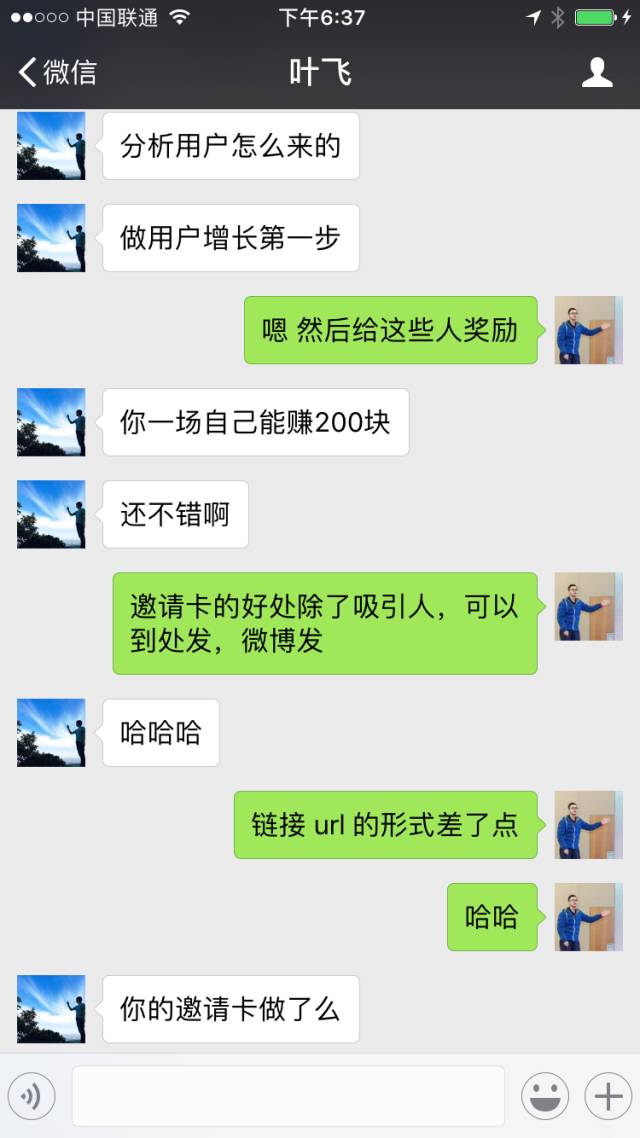 中国联通
下午6:37
微信
叶飞
分析用户怎么来的
做用户增长第一步
嗯 然后给这些人奖励
你一场自己能赚200块
还不错啊
邀请卡的好处除了吸引人，可以
到处发，微博发
哈哈哈
链接 url 的形式差了点
哈哈
你的邀请卡做了么